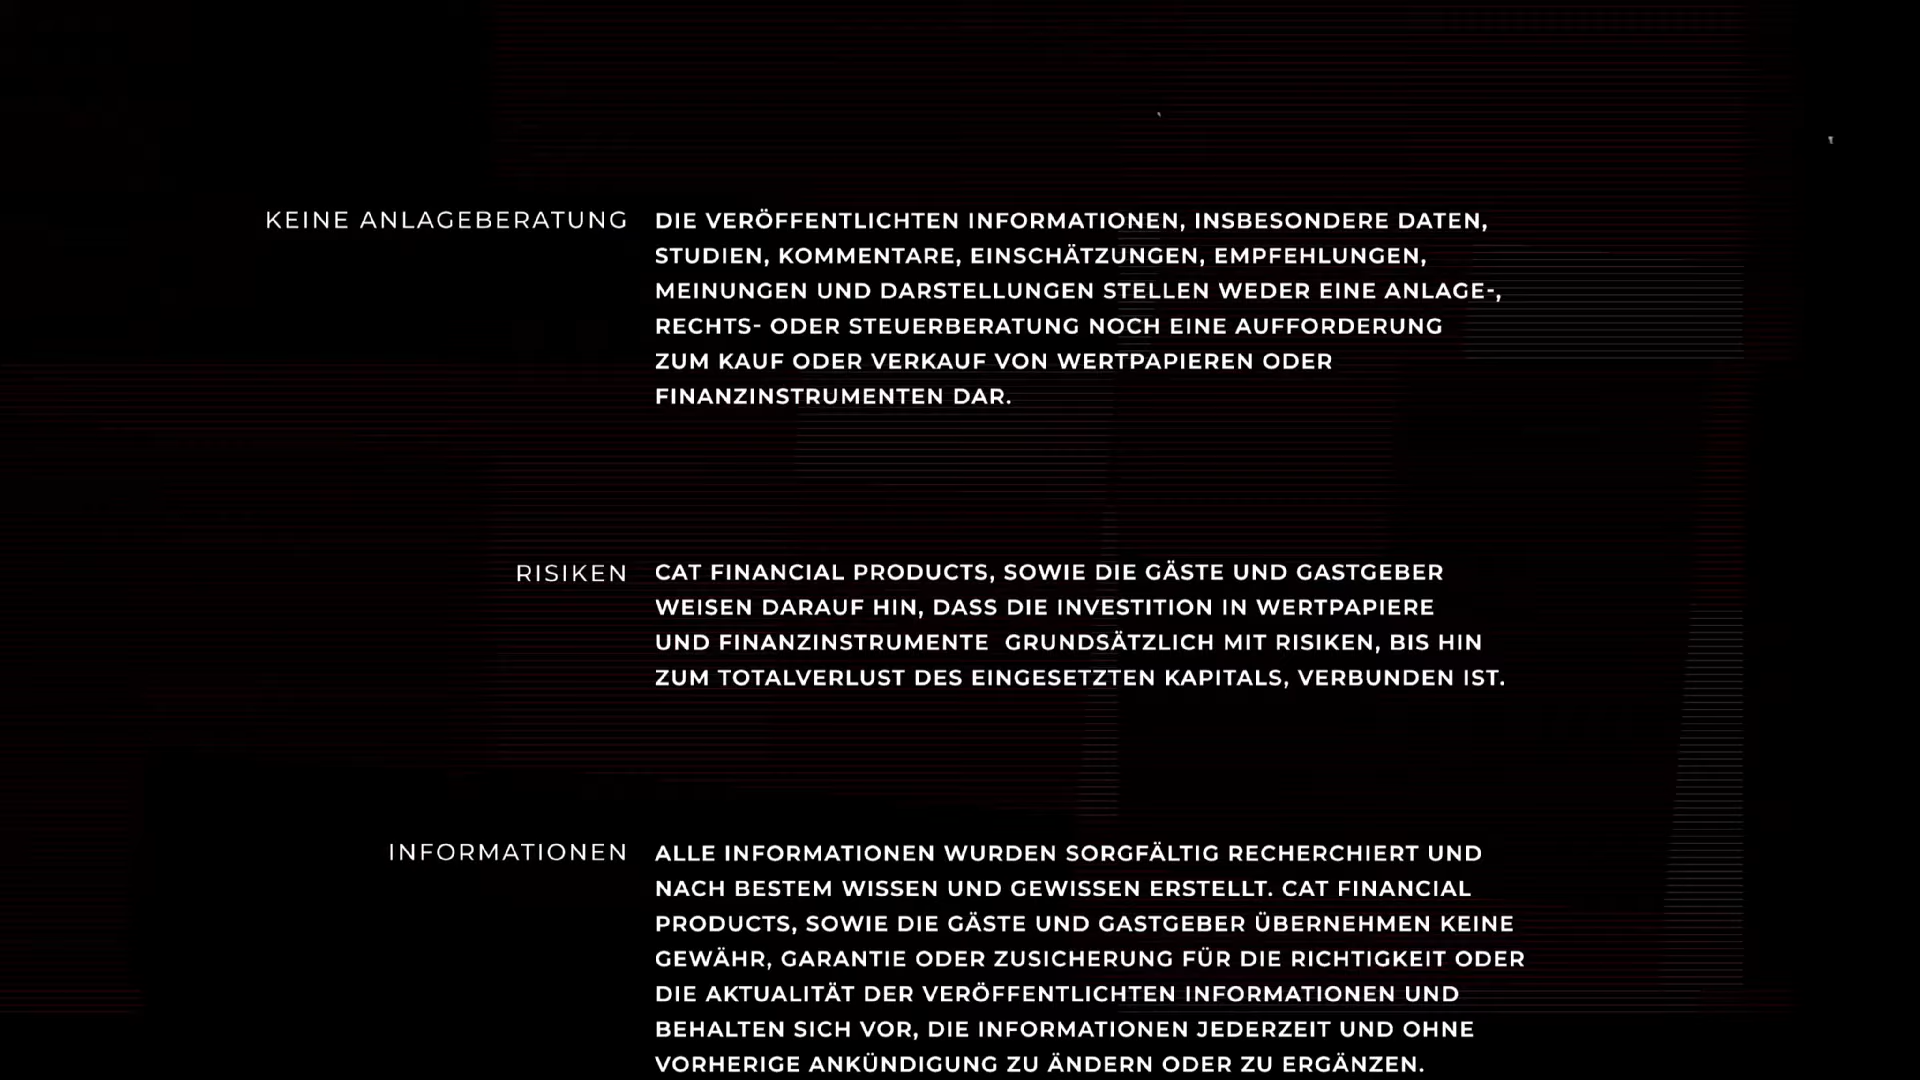 KEINE ANLAGEBERATUNG
DIE VERÖFFENTLICHTEN INFORMATIONEN, INSBESONDERE DATEN,
STUDIEN, KOMMENTARE, EINSCHÄTZUNGEN, EMPFEHLUNGEN,
MEINUNGEN UND DARSTELLUNGEN STELLEN WEDER EINE ANLAGE-,
RECHTS- ODER STEUERBERATUNG NOCH EINE AUFFORDERUNG
ZUM KAUF ODER VERKAUF VON WERTPAPIEREN ODER
FINANZINSTRUMENTEN DAR.
RISIKEN
CAT FINANCIAL PRODUCTS, SOWIE DIE GÄSTE UND GASTGEBER
WEISEN DARAUF HIN, DASS DIE INVESTITION IN WERTPAPIERE
UND FINANZINSTRUMENTE GRUNDSÄTZLICH MIT RISIKEN, BIS HIN
ZUM TOTALVERLUST DES EINGESETZTEN KAPITALS, VERBUNDEN IST.
INFORMATIONEN
ALLE INFORMATIONEN WURDEN SORGFÄLTIG RECHERCHIERT UND
NACH BESTEM WISSEN UND GEWISSEN ERSTELLT. CAT FINANCIAL
PRODUCTS, SOWIE DIE GÄSTE UND GASTGEBER ÜBERNEHMEN KEINE
GEWÄHR, GARANTIE ODER ZUSICHERUNG FÜR DIE RICHTIGKEIT ODER
DIE AKTUALITÄT DER VERÖFFENTLICHTEN INFORMATIONEN UND
BEHALTEN SICH VOR, DIE INFORMATIONEN JEDERZEIT UND OHNE
VORHERIGE ANKÜNDIGUNG ZU ÄNDERN ODER ZU ERGÄNZEN.